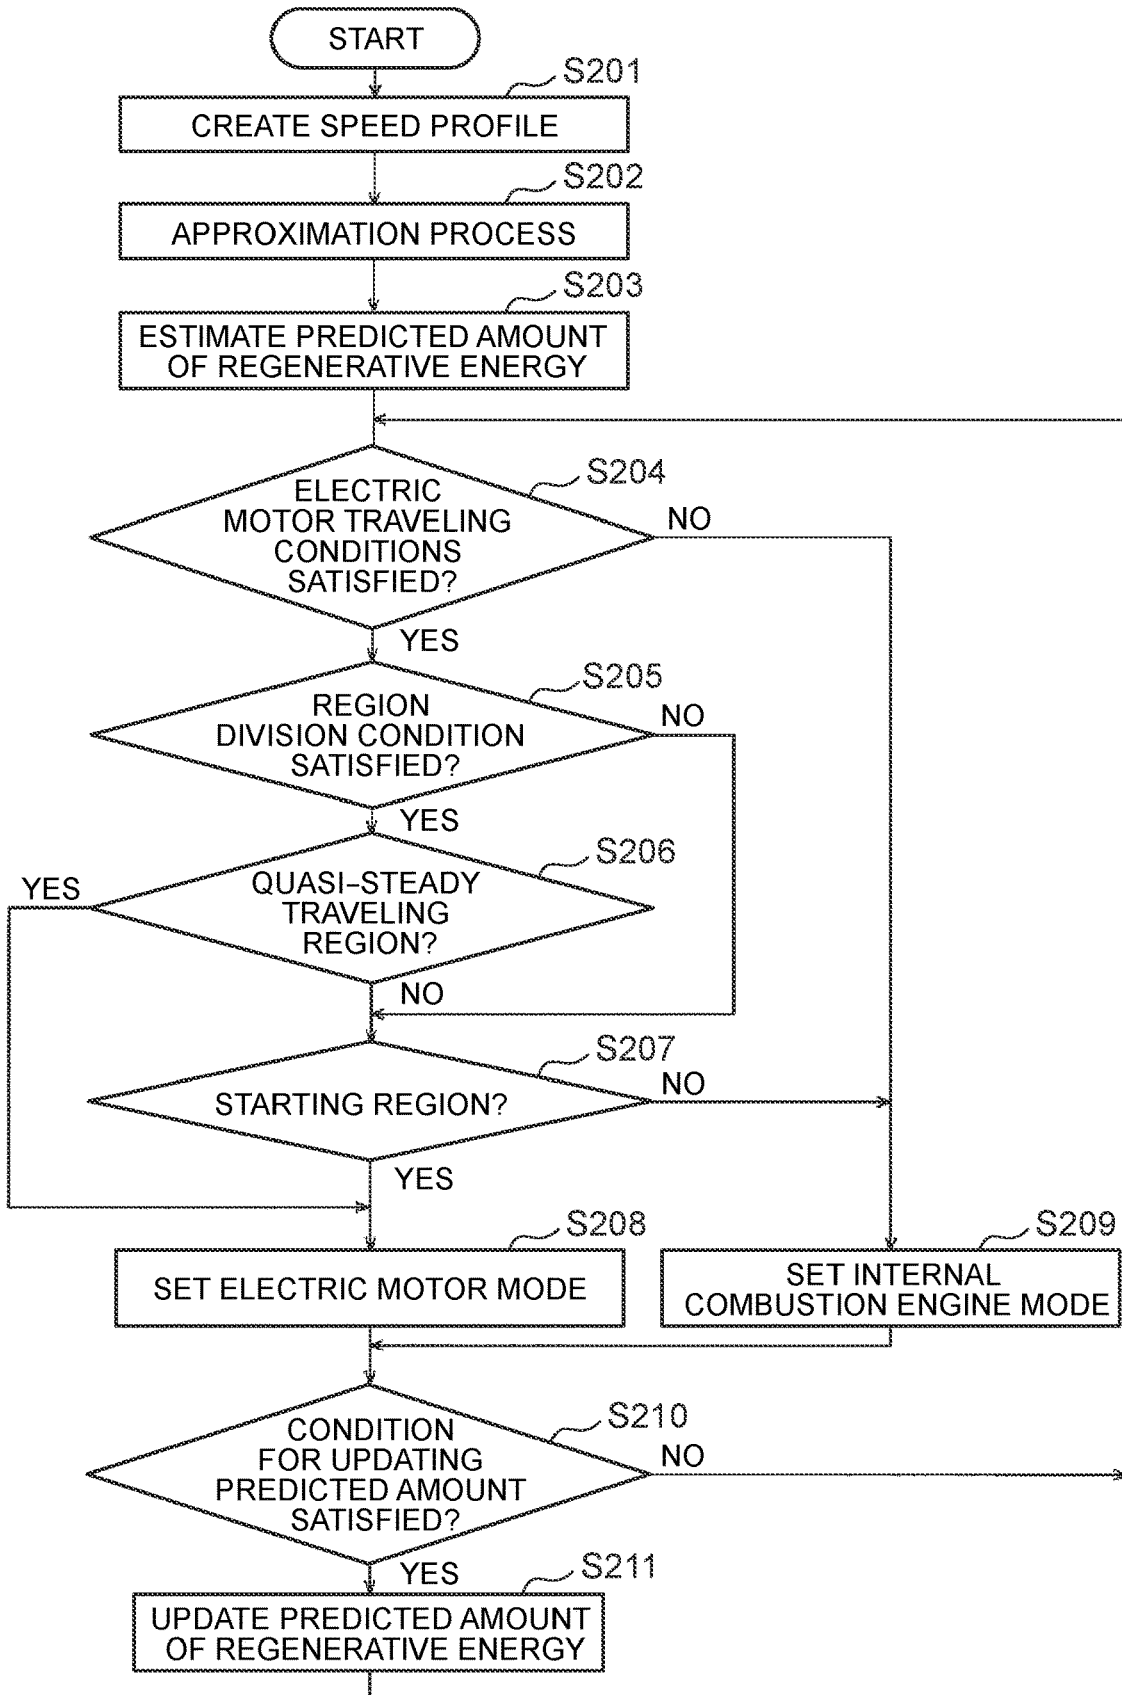 START
S201
CREATE SPEED PROFILE
S202
APPROXIMATION PROCESS
S203
ESTIMATE PREDICTED AMOUNT
OF REGENERATIVE ENERGY
S204
ELECTRIC
MOTOR TRAVELING
CONDITIONS
SATISFIED?
NO
YES
S205
REGION
DIVISION CONDITION
SATISFIED?
NO
YES
S206
QUASI-STEADY
TRAVELING
REGION?
YES
NO
S207
STARTING REGION?
NO
YES
S208
SET ELECTRIC MOTOR MODE
S209
SET INTERNAL
COMBUSTION ENGINE MODE
S210
CONDITION
FOR UPDATING
PREDICTED AMOUNT
SATISFIED?
NO
YES
S211
UPDATE PREDICTED AMOUNT
OF REGENERATIVE ENERGY